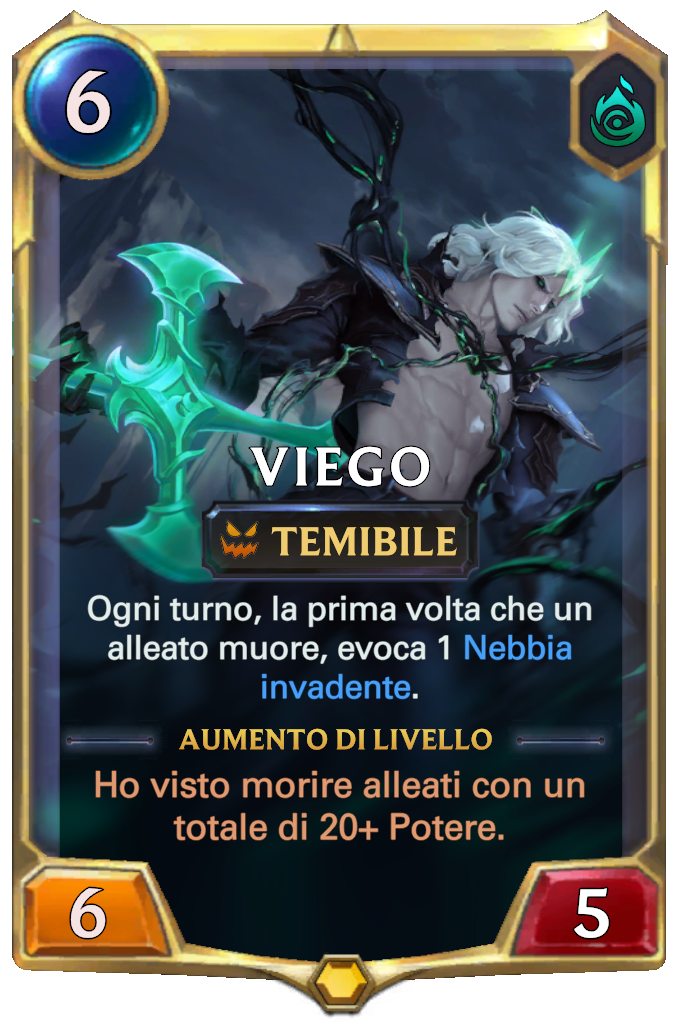 6
VIEGO
TEMIBILE
Ogni turno, la prima volta che un
alleato muore, evoca 1 Nebbia
invadente.
AUMENTO DI LIVELLO
Ho visto morire alleati con un
totale di 20+ Potere.
6
5